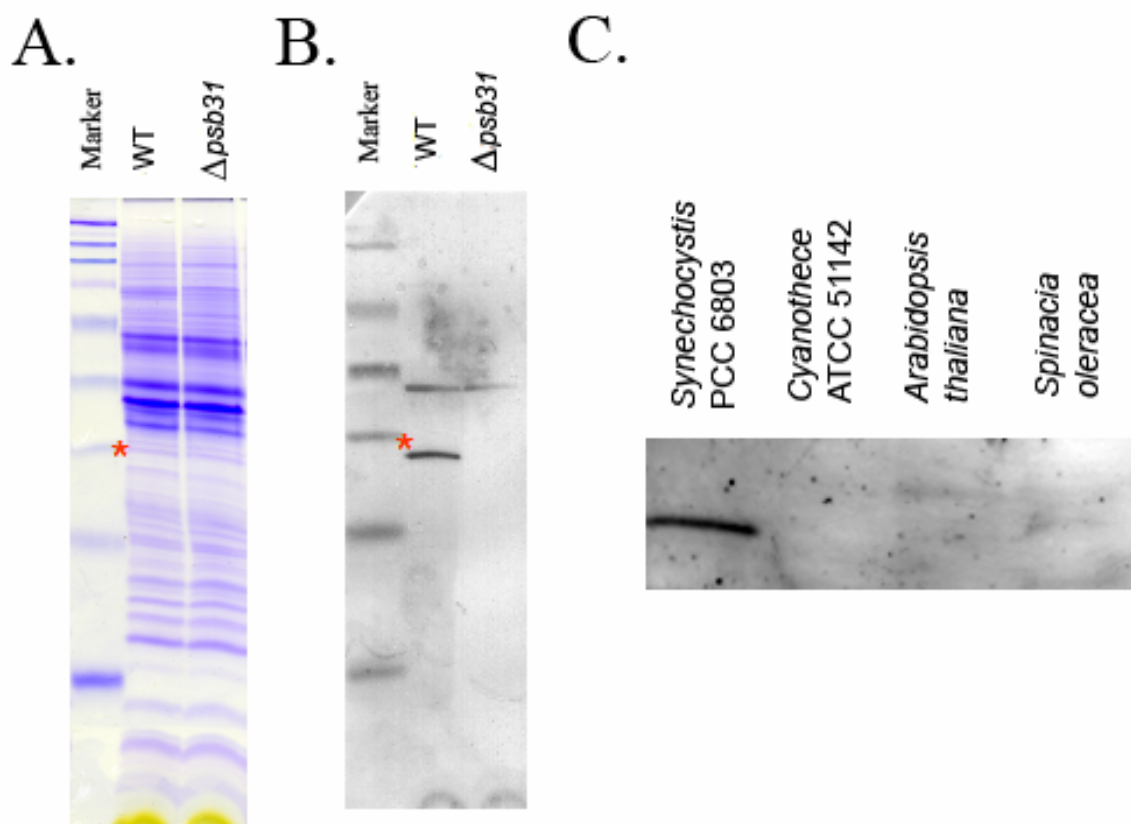 A.
Marker
WT
Δpsb31
*
B.
Marker
WT
Δpsb31
*
C.
Synechocystis
PCC 6803
Cyanothece
ATCC 51142
Arabidopsis
thaliana
Spinacia
oleracea